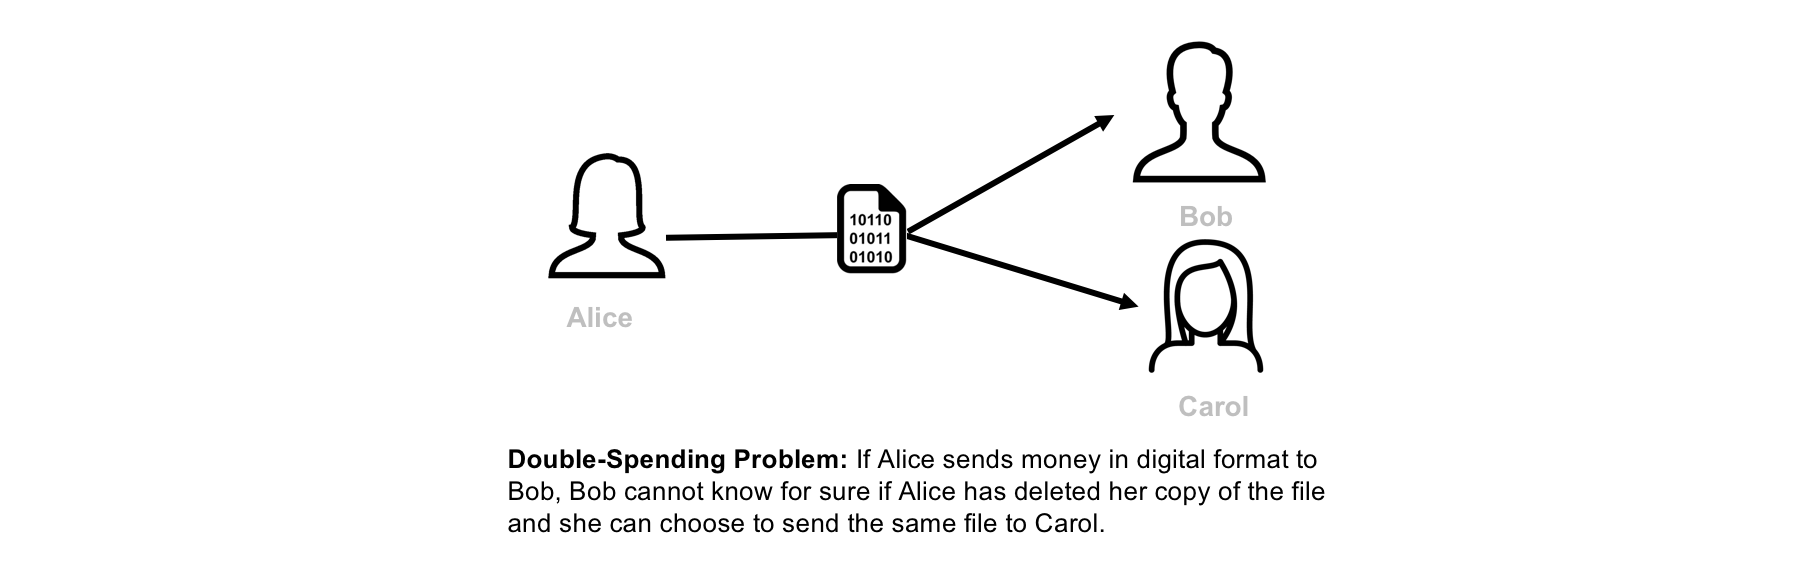 Bob
10110
01011
01010
Alice
Carol
Double-Spending Problem: If Alice sends money in digital format to
Bob, Bob cannot know for sure if Alice has deleted her copy of the file
and she can choose to send the same file to Carol.